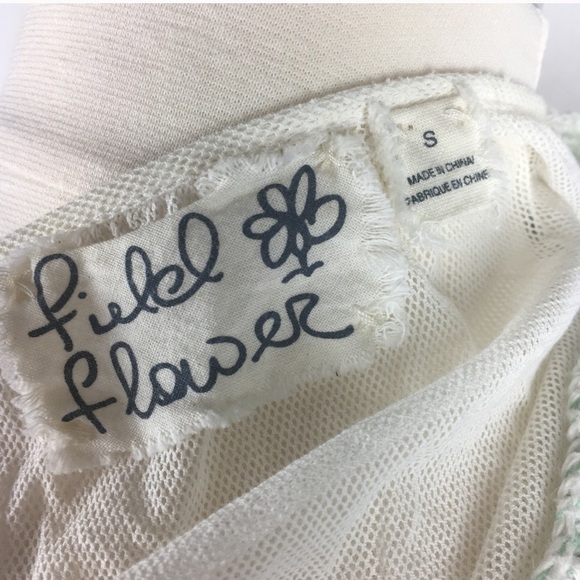 field
flower
S
MADE IN CHINA/
FABRIQUE EN CHINE